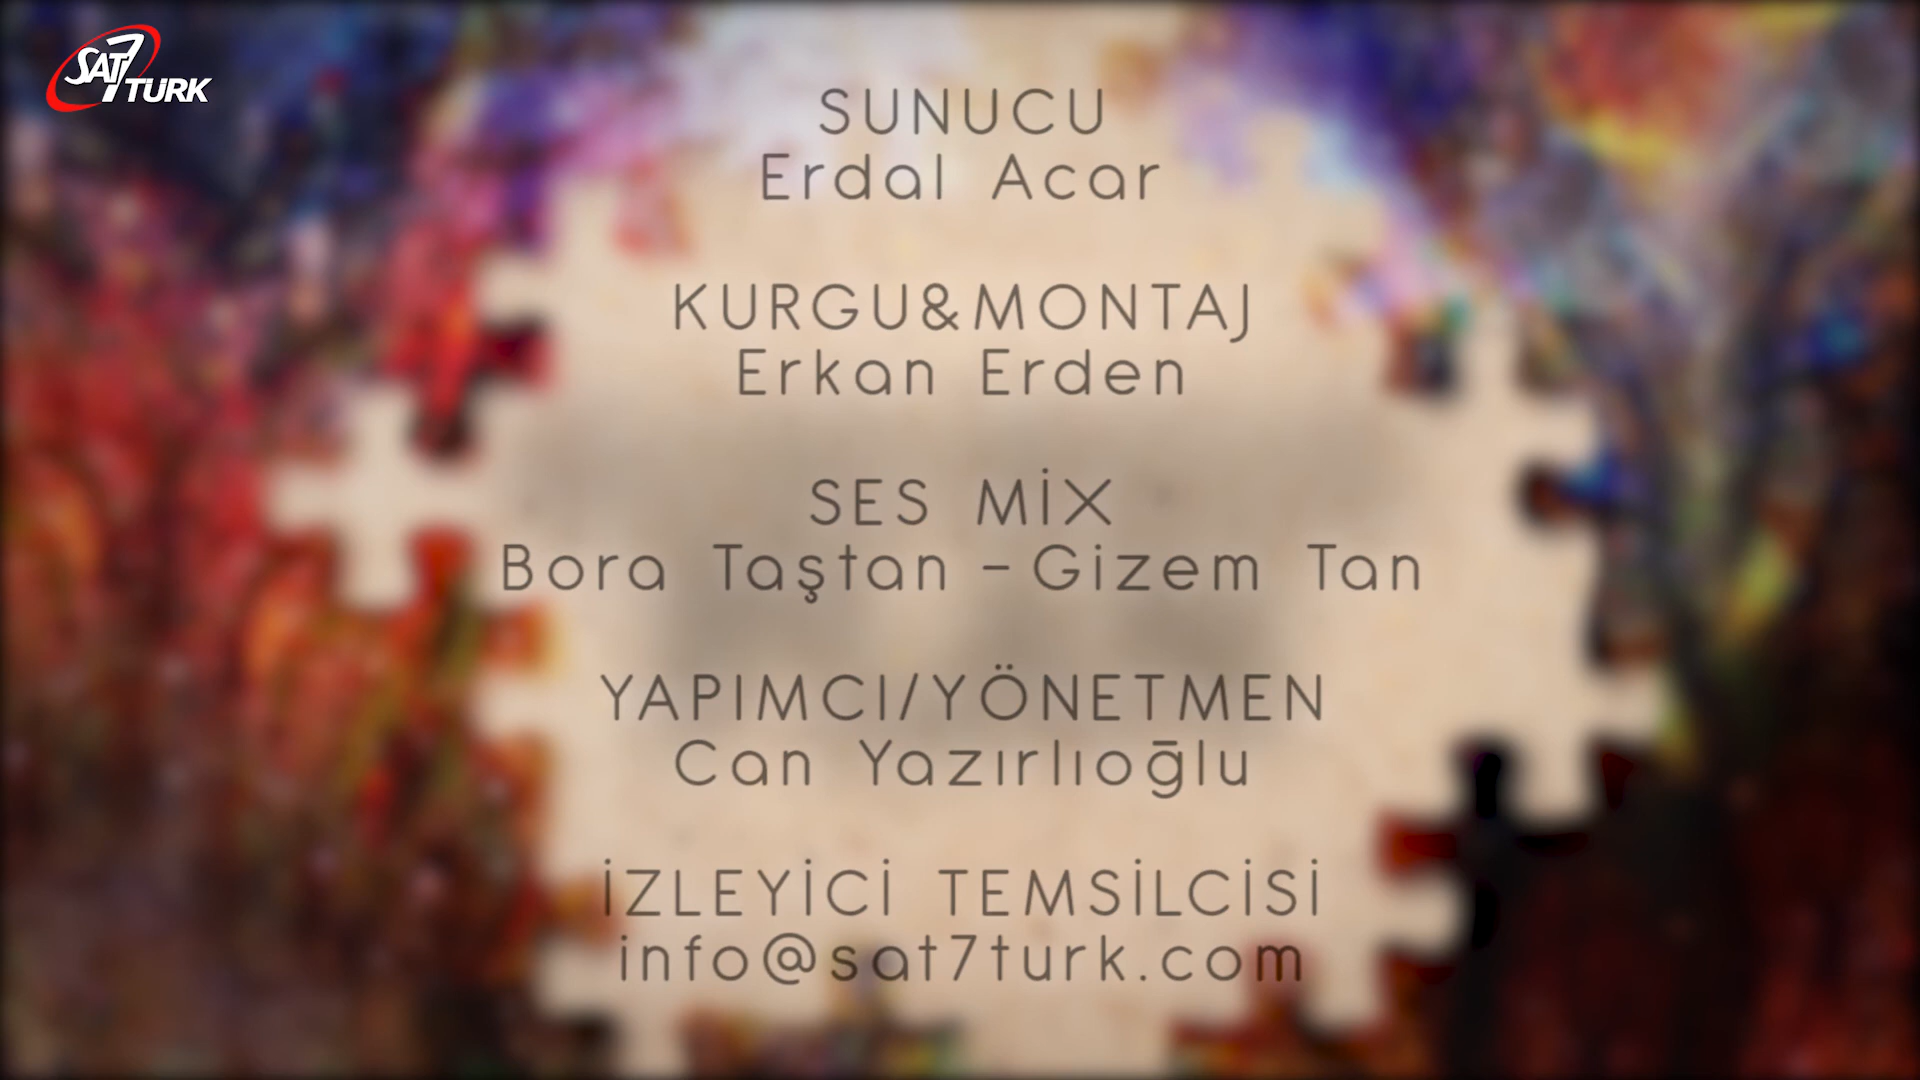 SAT7
TURK
SUNUCU
Erdal Acar
KURGU&MONTAJ
Erkan Erden
SES MİX
Bora Taştan - Gizem Tan
YAPIMCI/YÖNETMEN
Can Yazırlıoğlu
İZLEYİCİ TEMSİLCİSİ
info@sat7turk.com